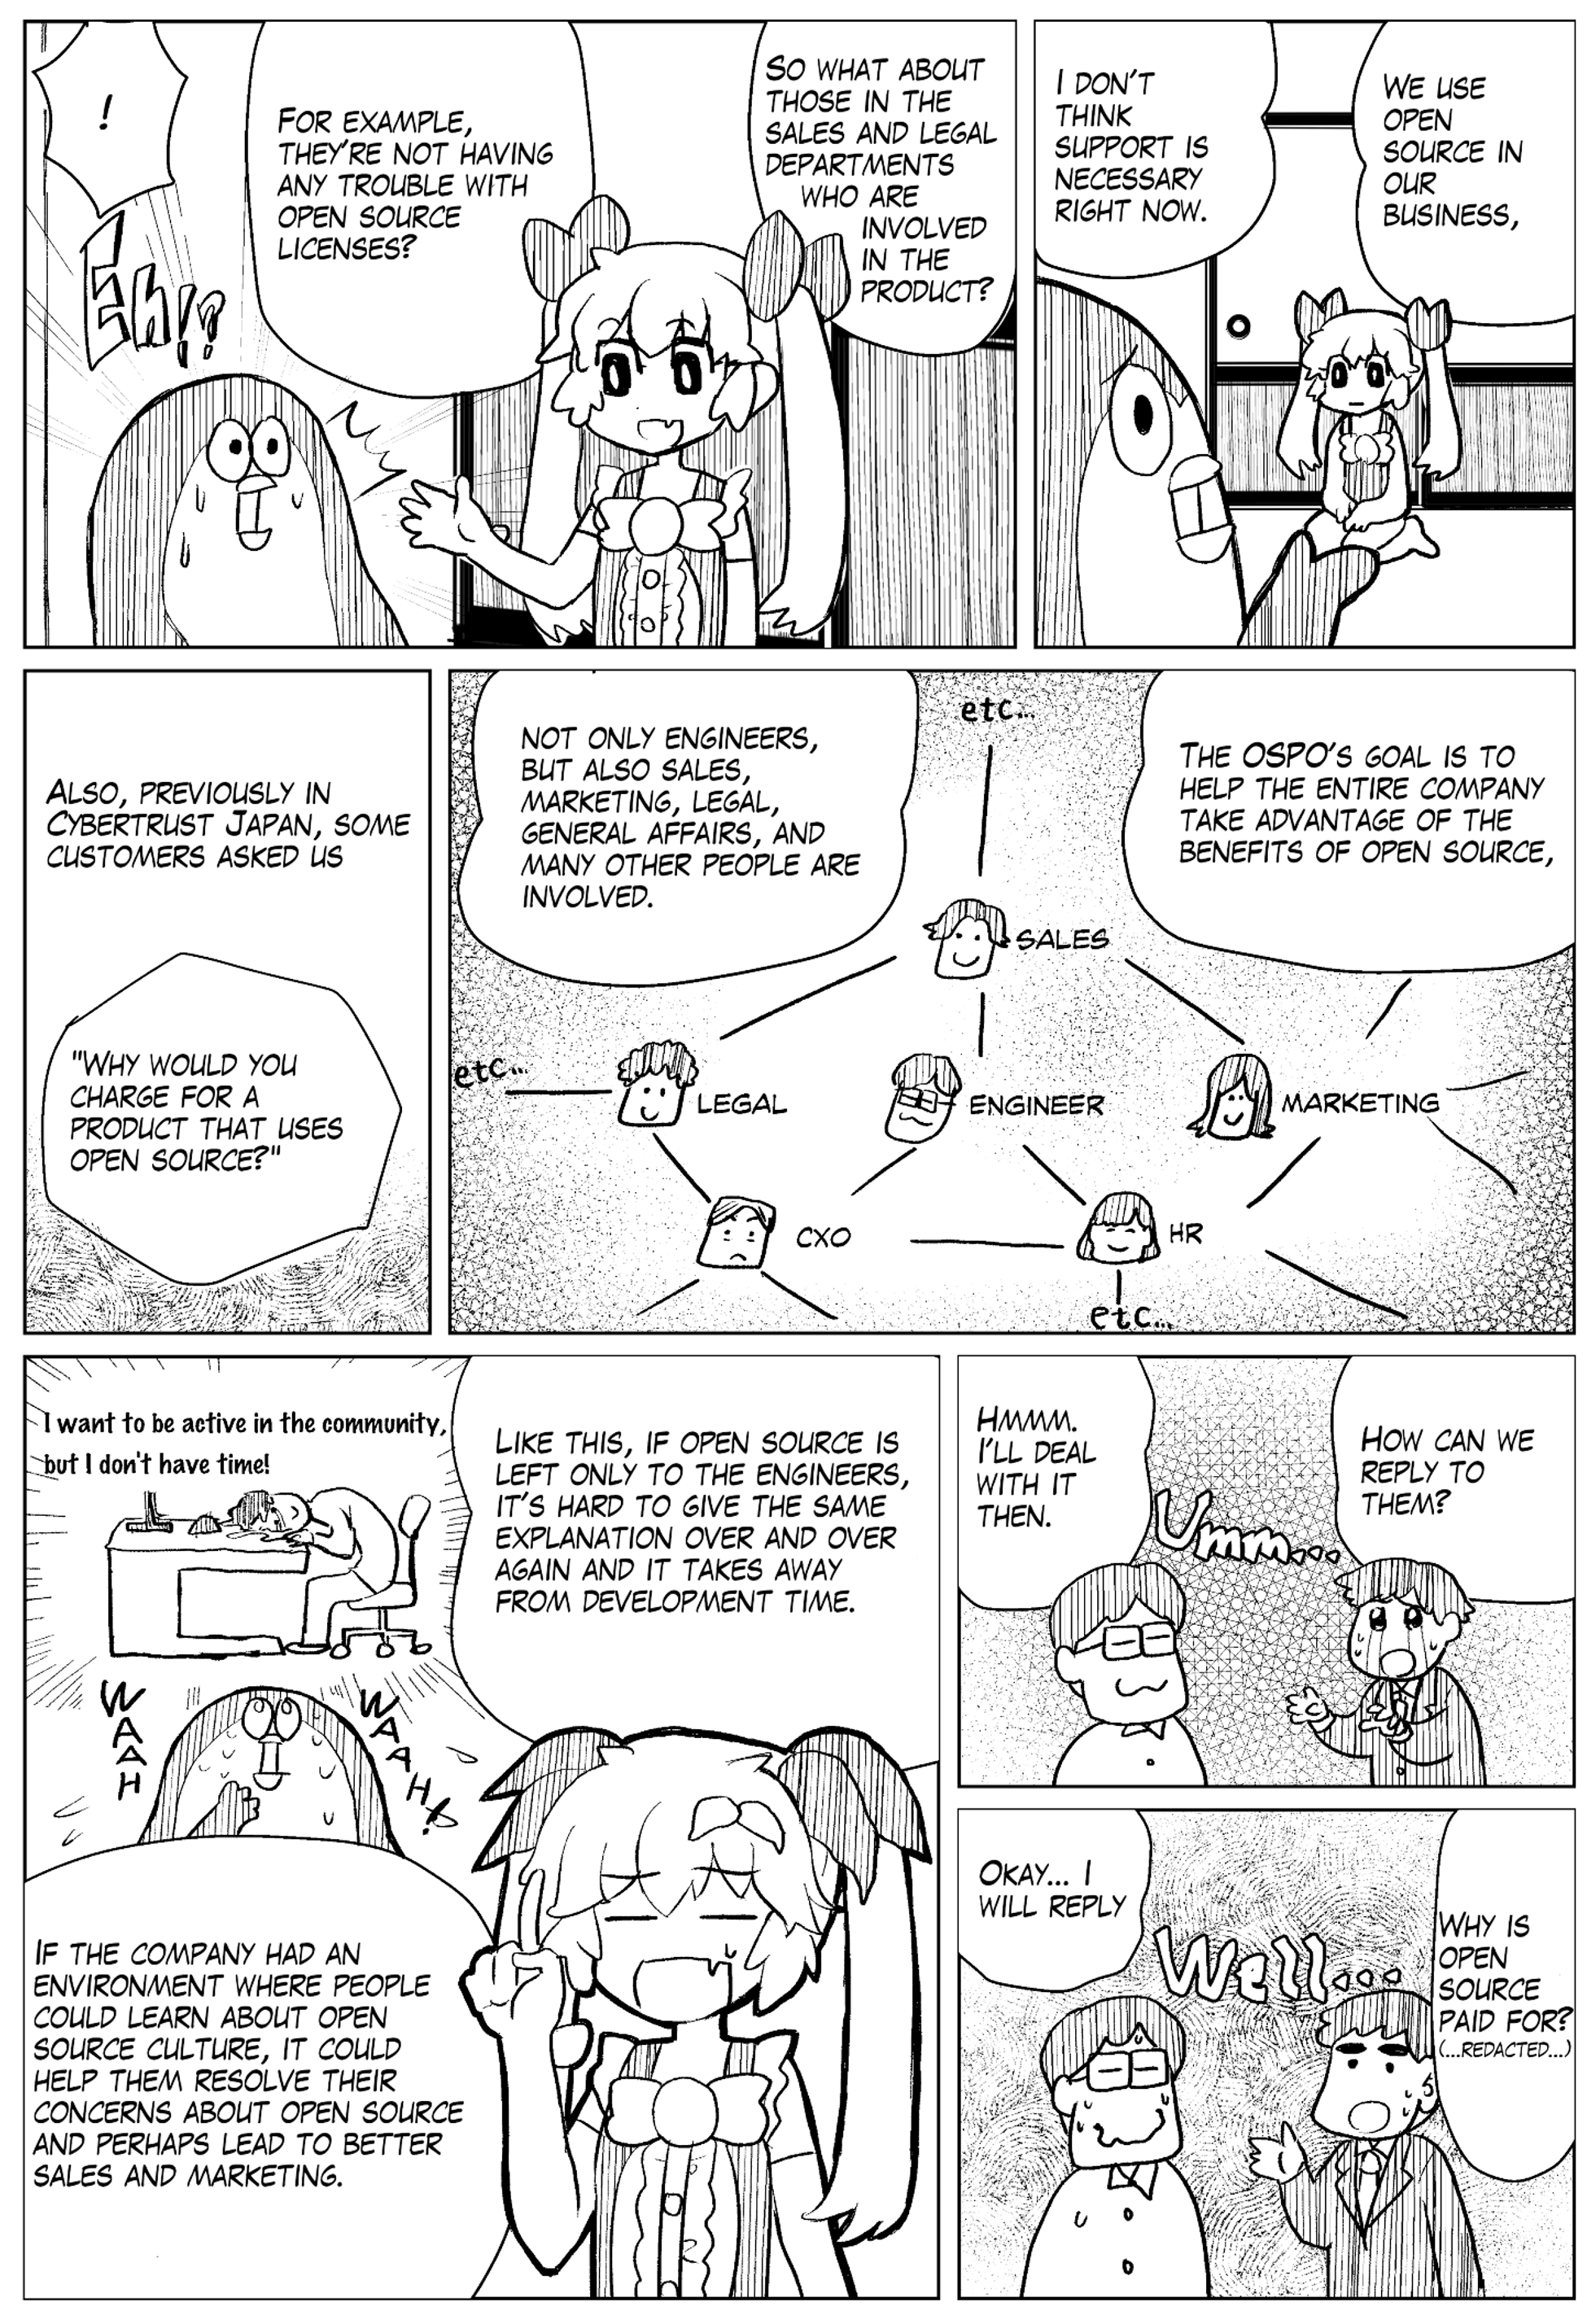 WE USE
OPEN
SOURCE IN
OUR
BUSINESS,
I DON'T
THINK
SUPPORT IS
NECESSARY
RIGHT NOW.
SO WHAT ABOUT
THOSE IN THE
SALES AND LEGAL
DEPARTMENTS
WHO ARE
INVOLVED
IN THE
PRODUCT?
FOR EXAMPLE,
THEY'RE NOT HAVING
ANY TROUBLE WITH
OPEN SOURCE
LICENSES?
!
Eh!?
THE OSPO'S GOAL IS TO
HELP THE ENTIRE COMPANY
TAKE ADVANTAGE OF THE
BENEFITS OF OPEN SOURCE,
NOT ONLY ENGINEERS,
BUT ALSO SALES,
MARKETING, LEGAL,
GENERAL AFFAIRS, AND
MANY OTHER PEOPLE ARE
INVOLVED.
etc...
SALES
etc...
LEGAL
ENGINEER
MARKETING
CXO
HR
etc...
ALSO, PREVIOUSLY IN
CYBERTRUST JAPAN, SOME
CUSTOMERS ASKED US
"WHY WOULD YOU
CHARGE FOR A
PRODUCT THAT USES
OPEN SOURCE?"
HOW CAN WE
REPLY TO
THEM?
Umm...
HMMM.
I'LL DEAL
WITH IT
THEN.
WHY IS
OPEN
SOURCE
PAID FOR?
(...REDACTED...)
Well...
OKAY... I
WILL REPLY
LIKE THIS, IF OPEN SOURCE IS
LEFT ONLY TO THE ENGINEERS,
IT'S HARD TO GIVE THE SAME
EXPLANATION OVER AND OVER
AGAIN AND IT TAKES AWAY
FROM DEVELOPMENT TIME.
I want to be active in the community,
but I don't have time!
WAAH
WAAH!
IF THE COMPANY HAD AN
ENVIRONMENT WHERE PEOPLE
COULD LEARN ABOUT OPEN
SOURCE CULTURE, IT COULD
HELP THEM RESOLVE THEIR
CONCERNS ABOUT OPEN SOURCE
AND PERHAPS LEAD TO BETTER
SALES AND MARKETING.